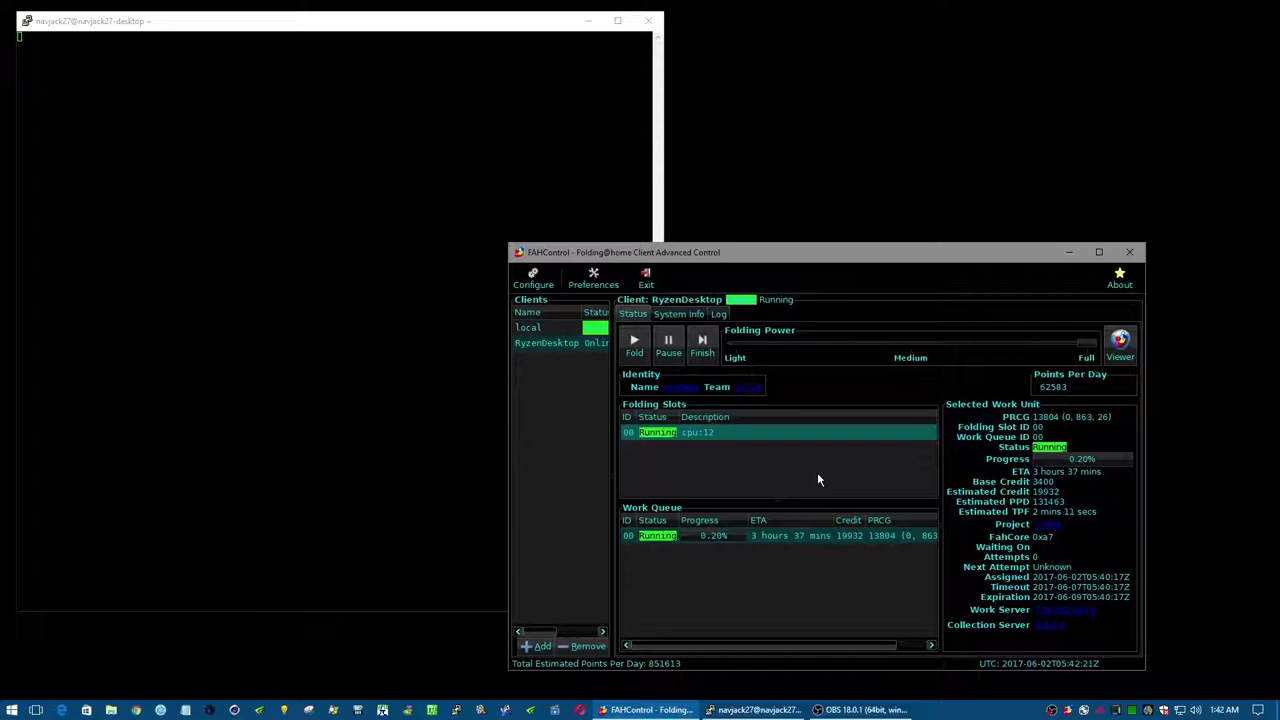 navjack27@navjack27-desktop ~
FAHControl - Folding@home Client Advanced Control
Configure Preferences Exit About
Clients
Name Status
local
RyzenDesktop Onlin
Client: RyzenDesktop Running
Status System Info Log
Fold Pause Finish
Folding Power
Light Medium Full
Viewer
Identity
Name Team
Points Per Day
62583
Folding Slots
ID Status Description
00 Running cpu:12
Work Queue
ID Status Progress ETA Credit PRCG
00 Running 0.20% 3 hours 37 mins 19932 13804 (0, 863
Selected Work Unit
PRCG 13804 (0, 863, 26)
Folding Slot ID 00
Work Queue ID 00
Status Running
Progress 0.20%
ETA 3 hours 37 mins
Base Credit 3400
Estimated Credit 19932
Estimated PPD 131463
Estimated TPF 2 mins 11 secs
Project
FahCore 0xa7
Waiting On
Attempts 0
Next Attempt Unknown
Assigned 2017-06-02T05:40:17Z
Timeout 2017-06-07T05:40:17Z
Expiration 2017-06-09T05:40:17Z
Work Server
Collection Server
Add Remove
Total Estimated Points Per Day: 851613
UTC: 2017-06-02T05:42:21Z
FAHControl - Folding...
navjack27@navjack27...
OBS 18.0.1 (64bit, win...
1:42 AM